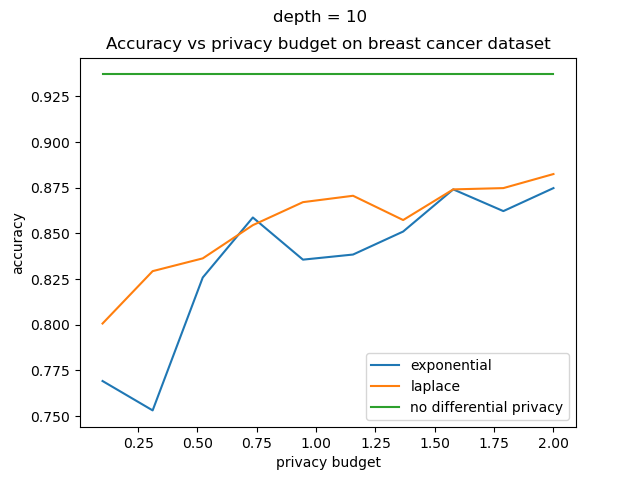 depth = 10
Accuracy vs privacy budget on breast cancer dataset
0.925
0.900
0.875
0.850
0.825
0.800
0.775
0.750
accuracy
exponential
laplace
no differential privacy
0.25 0.50 0.75 1.00 1.25 1.50 1.75 2.00
privacy budget